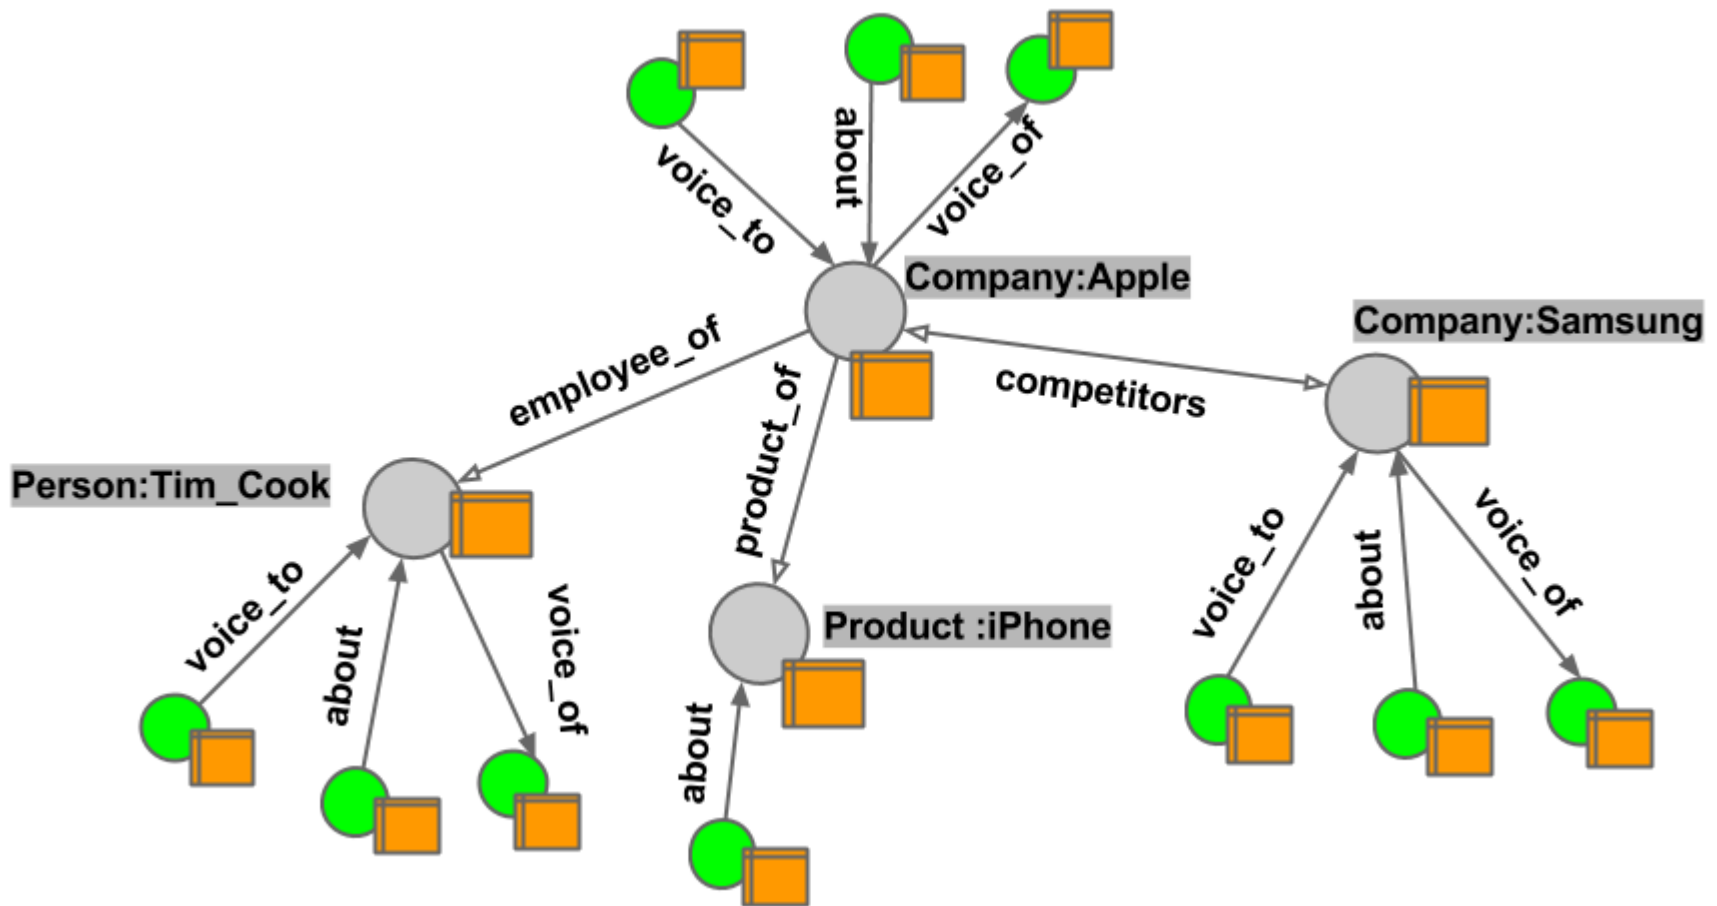 voice_to
about
voice_of
Company:Apple
Company:Samsung
employee_of
product_of
competitors
Person:Tim_Cook
voice_to
about
voice_of
Product :iPhone
about
voice_to
about
voice_of